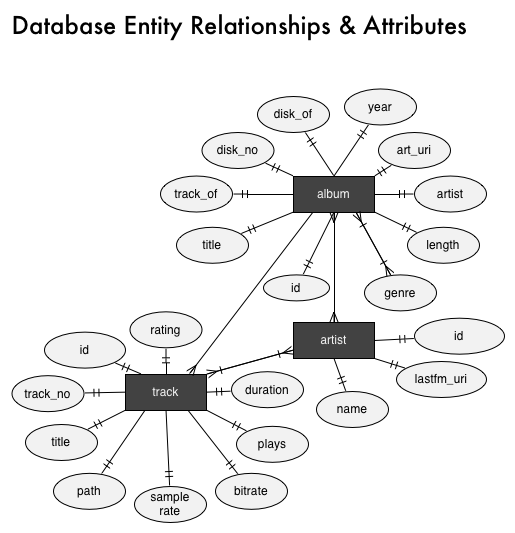 Database Entity Relationships & Attributes
year
disk_of
disk_no
art_uri
track_of
album
artist
title
length
id
genre
rating
artist
id
id
lastfm_uri
track_no
track
duration
name
title
plays
path
sample
rate
bitrate